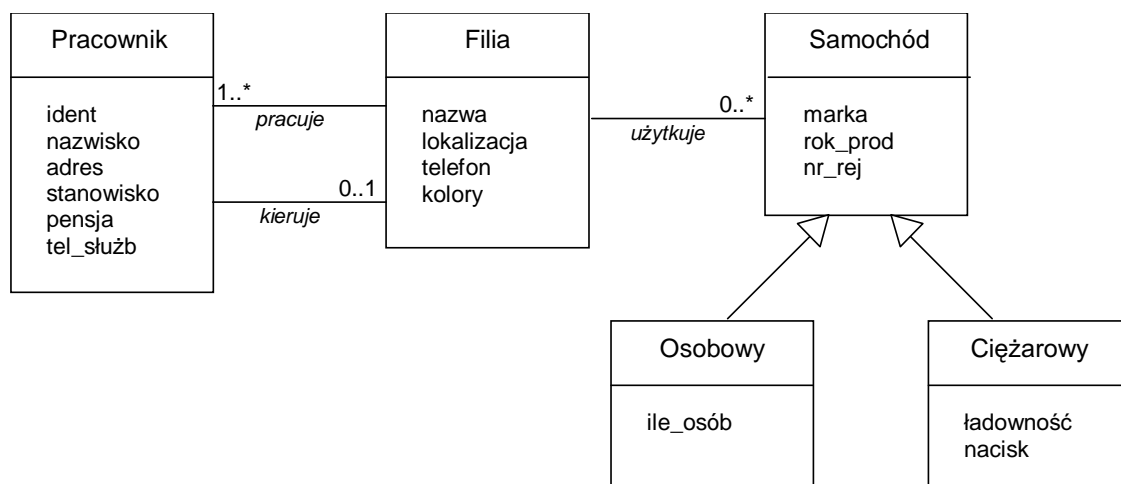 Pracownik
ident
nazwisko
adres
stanowisko
pensja
tel_służb
1..*
pracuje
0..1
kieruje
Filia
nazwa
lokalizacja
telefon
kolory
0..*
użytkuje
Samochód
marka
rok_prod
nr_rej
Osobowy
ile_osób
Ciężarowy
ładowność
nacisk